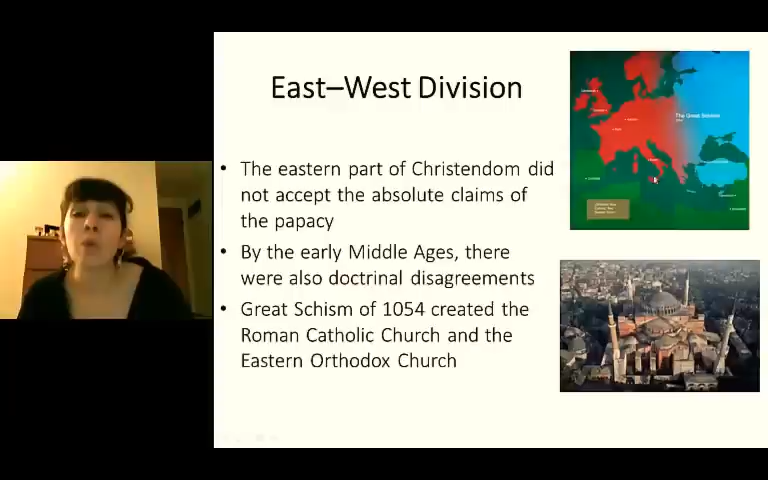 East–West Division
• The eastern part of Christendom did
not accept the absolute claims of
the papacy
• By the early Middle Ages, there
were also doctrinal disagreements
• Great Schism of 1054 created the
Roman Catholic Church and the
Eastern Orthodox Church
The Great Schism